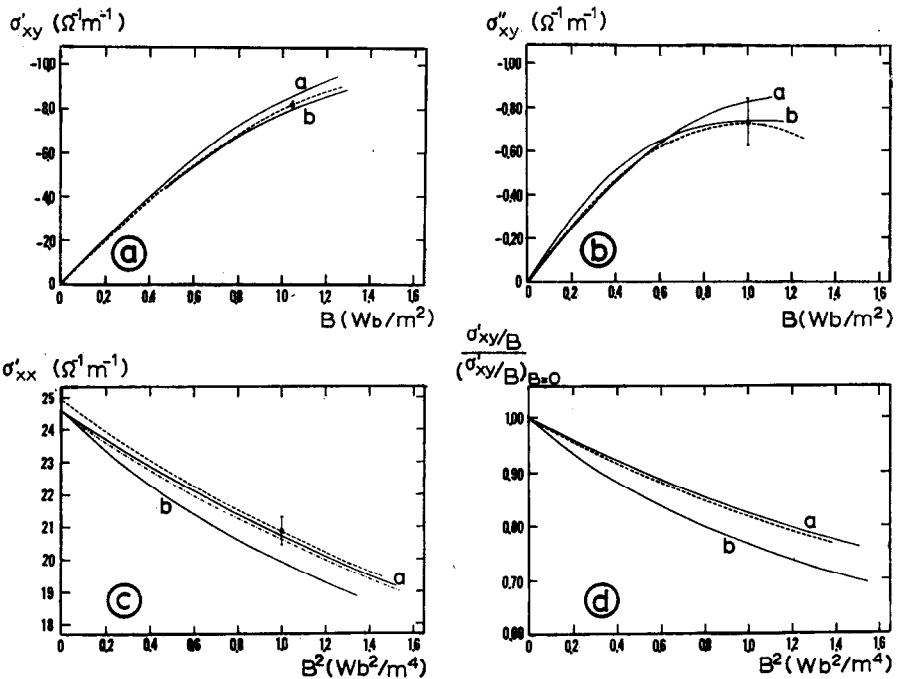 σ'xy (Ω⁻¹m⁻¹)
-100
-80
-60
-40
-20
0
0 0,2 0,4 0,6 0,8 1,0 1,2 1,4 1,6
B (Wb/m²)
a
b
a
σ''xy (Ω⁻¹m⁻¹)
-1,00
-0,80
-0,60
-0,40
-0,20
0
0 0,2 0,4 0,6 0,8 1,0 1,2 1,4 1,6
B (Wb/m²)
a
b
b
σ'xx (Ω⁻¹m⁻¹)
25
24
23
22
21
20
19
18
0 0,2 0,4 0,6 0,8 1,0 1,2 1,4 1,6
B² (Wb²/m⁴)
b
a
c
σ'xy/B
(σ'xy/B)B=0
1,00
0,90
0,80
0,70
0,60
0 0,2 0,4 0,6 0,8 1,0 1,2 1,4 1,6
B² (Wb²/m⁴)
a
b
d